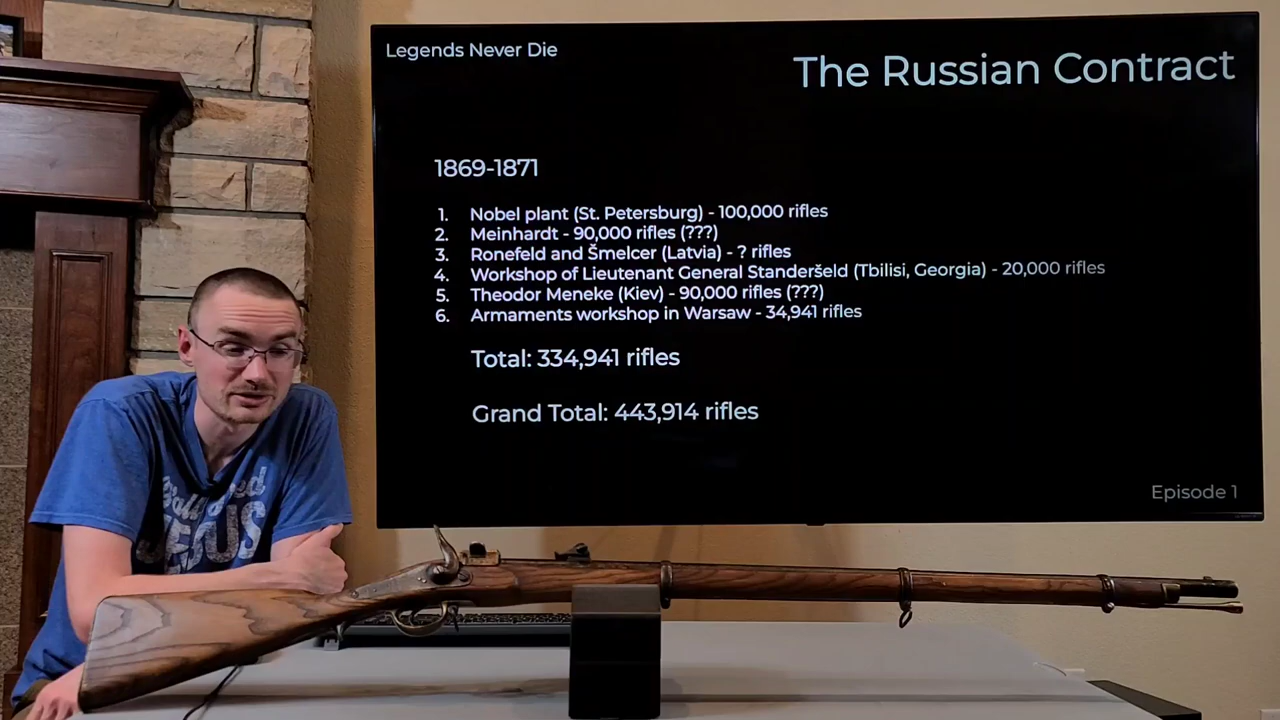 Legends Never Die
The Russian Contract
1869-1871
1. Nobel plant (St. Petersburg) - 100,000 rifles
2. Meinhardt - 90,000 rifles (???)
3. Ronefeld and Šmelcer (Latvia) - ? rifles
4. Workshop of Lieutenant General Standeršeld (Tbilisi, Georgia) - 20,000 rifles
5. Theodor Meneke (Kiev) - 90,000 rifles (???)
6. Armaments workshop in Warsaw - 34,941 rifles
Total: 334,941 rifles
Grand Total: 443,914 rifles
Episode 1
JESUS